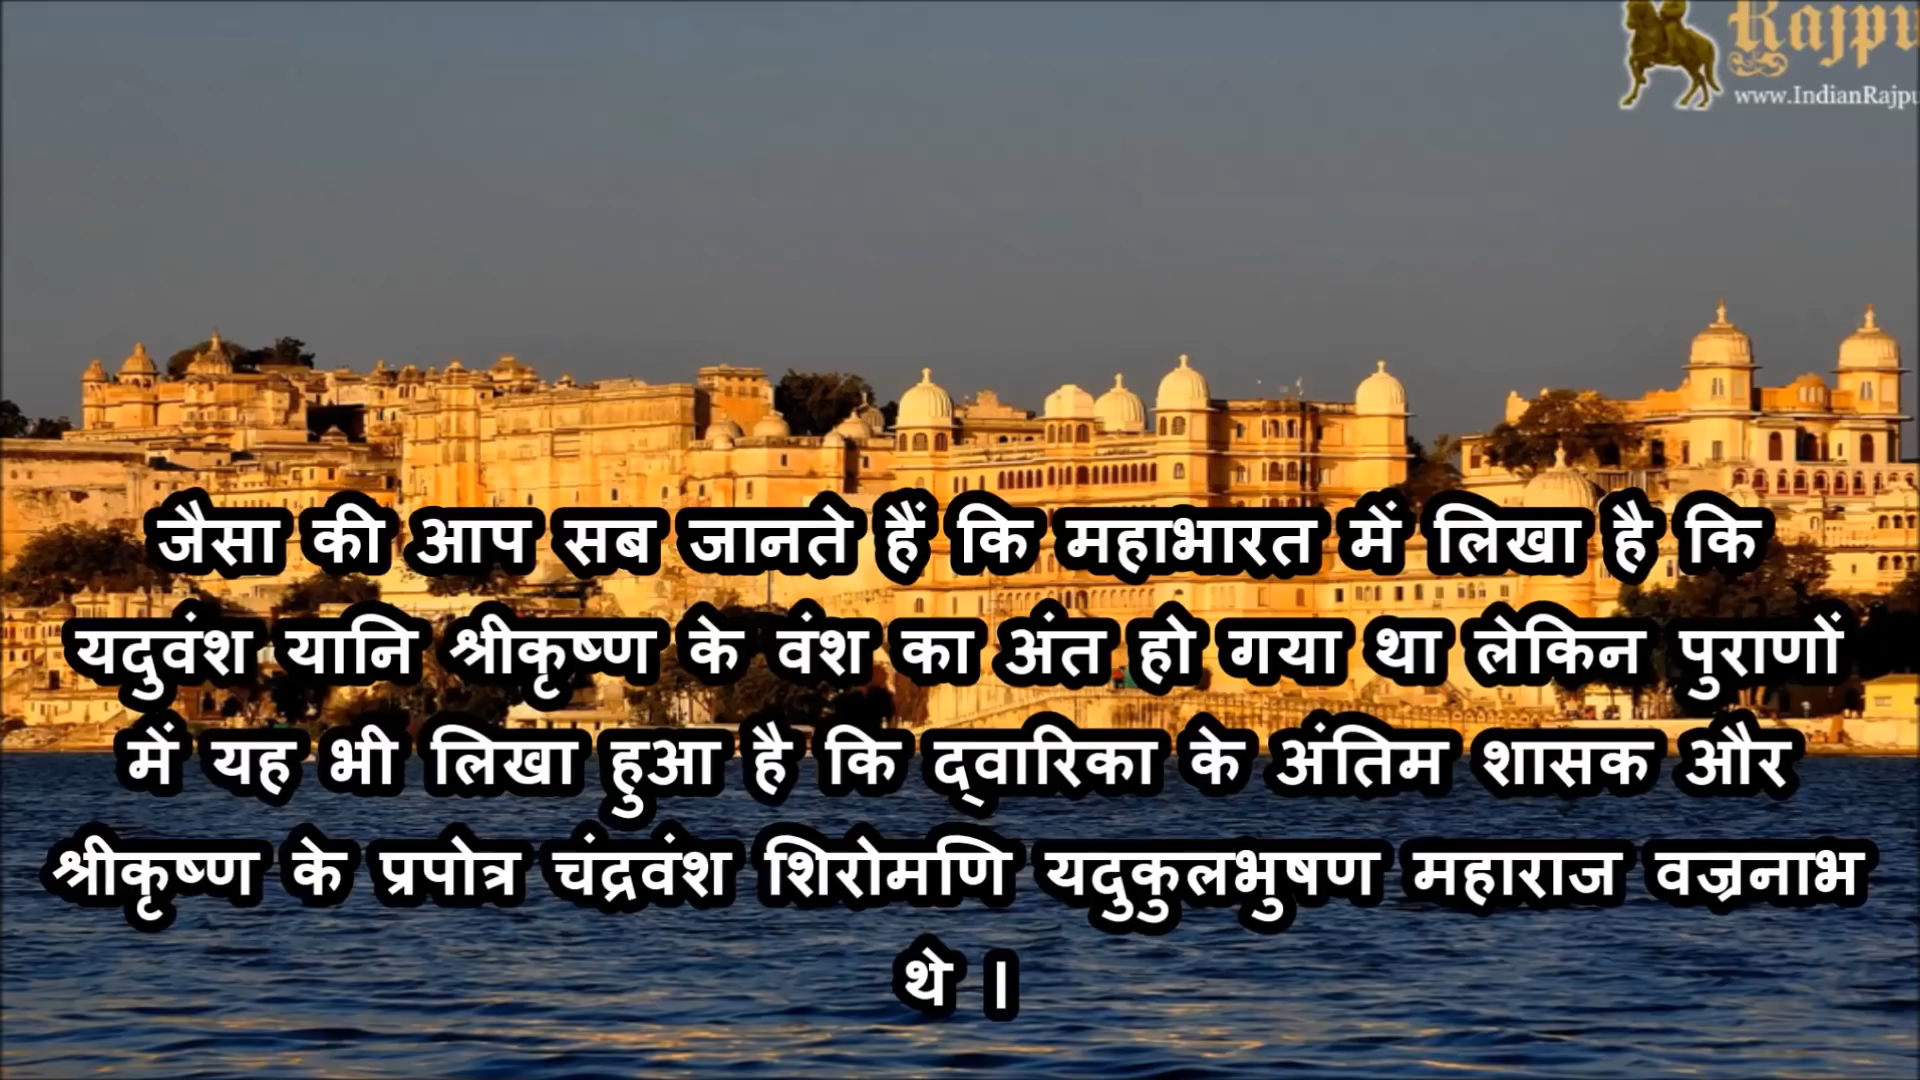 Rajpu
www.IndianRajpu
जैसा की आप सब जानते हैं कि महाभारत में लिखा है कि
यदुवंश यानि श्रीकृष्ण के वंश का अंत हो गया था लेकिन पुराणों
में यह भी लिखा हुआ है कि द्वारिका के अंतिम शासक और
श्रीकृष्ण के प्रपोत्र चंद्रवंश शिरोमणि यदुकुलभुषण महाराज वज्रनाभ
थे ।